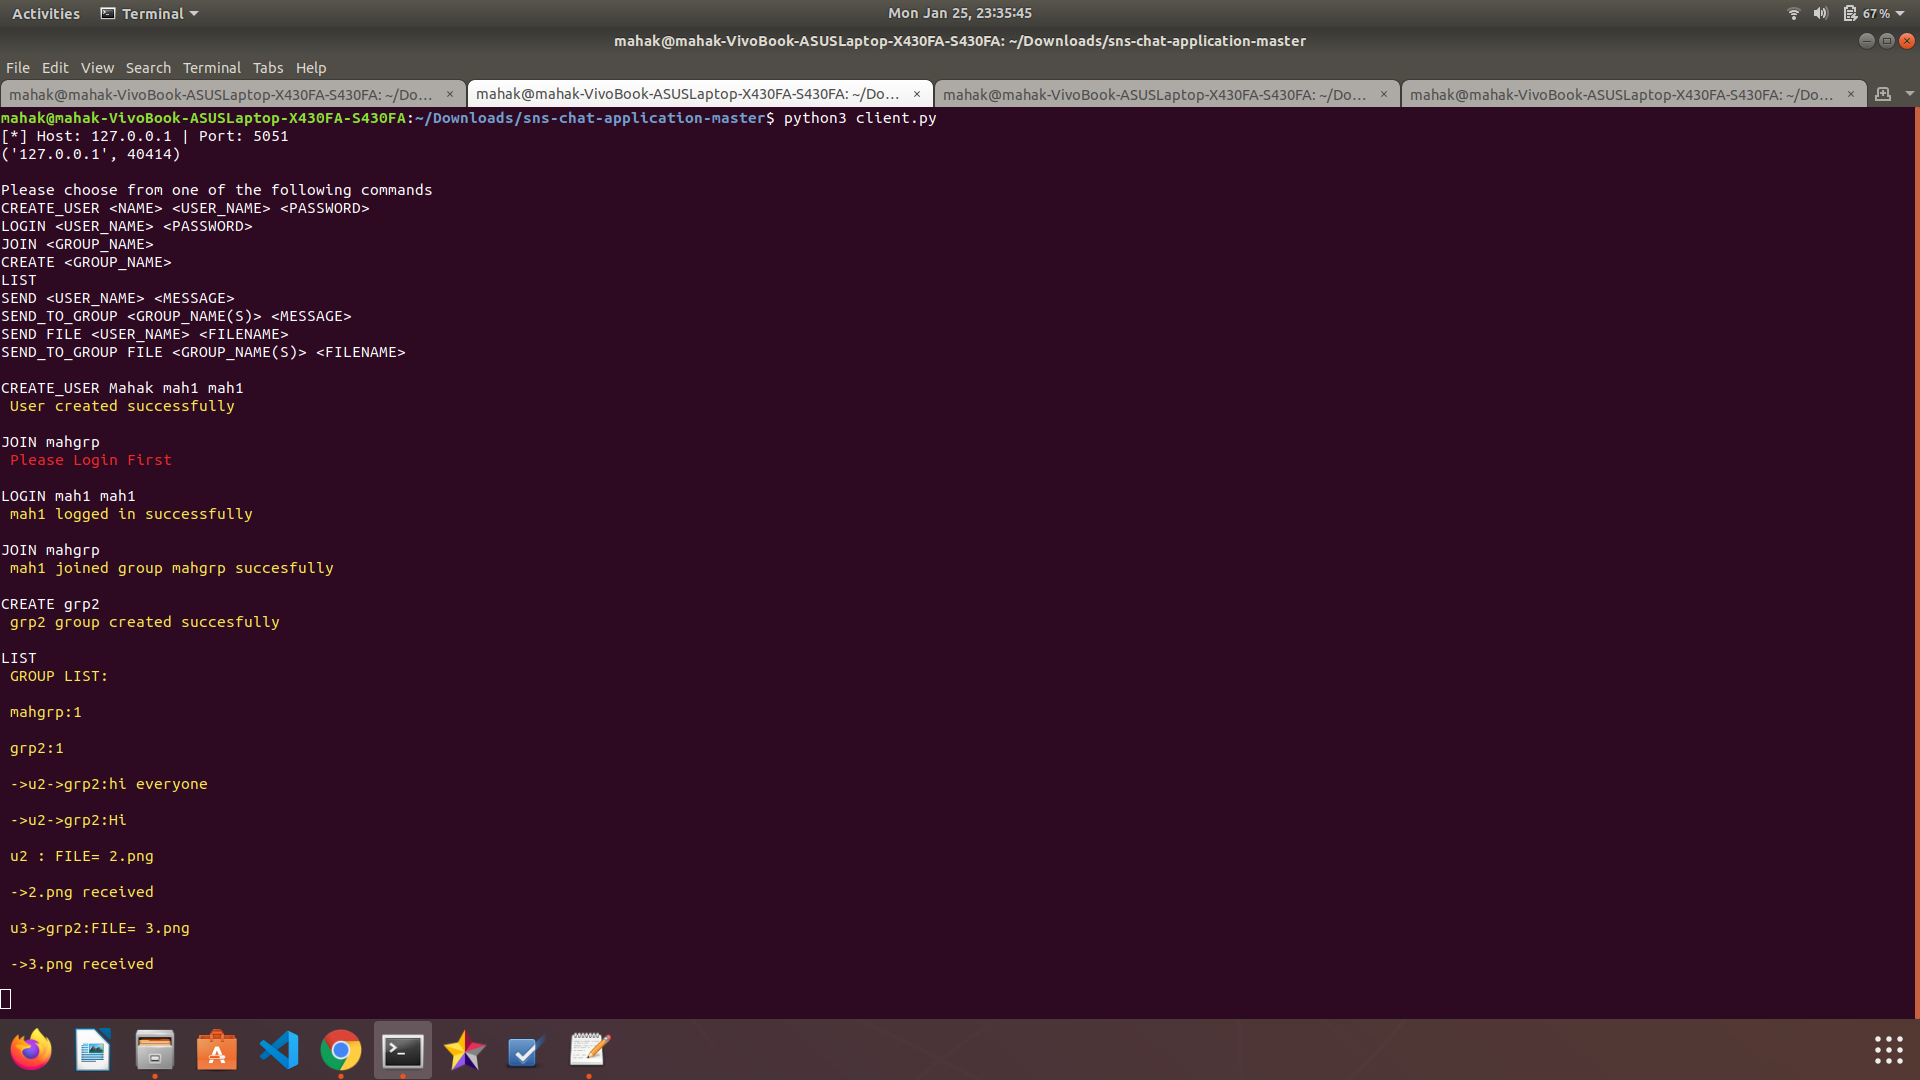 Activities Terminal Mon Jan 25, 23:35:45 67%
mahak@mahak-VivoBook-ASUSLaptop-X430FA-S430FA: ~/Downloads/sns-chat-application-master
File Edit View Search Terminal Tabs Help
mahak@mahak-VivoBook-ASUSLaptop-X430FA-S430FA: ~/Do... × mahak@mahak-VivoBook-ASUSLaptop-X430FA-S430FA: ~/Do... × mahak@mahak-VivoBook-ASUSLaptop-X430FA-S430FA: ~/Do... × mahak@mahak-VivoBook-ASUSLaptop-X430FA-S430FA: ~/Do... ×
mahak@mahak-VivoBook-ASUSLaptop-X430FA-S430FA:~/Downloads/sns-chat-application-master$ python3 client.py
[*] Host: 127.0.0.1 | Port: 5051
('127.0.0.1', 40414)
Please choose from one of the following commands
CREATE_USER <NAME> <USER_NAME> <PASSWORD>
LOGIN <USER_NAME> <PASSWORD>
JOIN <GROUP_NAME>
CREATE <GROUP_NAME>
LIST
SEND <USER_NAME> <MESSAGE>
SEND_TO_GROUP <GROUP_NAME(S)> <MESSAGE>
SEND FILE <USER_NAME> <FILENAME>
SEND_TO_GROUP FILE <GROUP_NAME(S)> <FILENAME>
CREATE_USER Mahak mah1 mah1
User created successfully
JOIN mahgrp
Please Login First
LOGIN mah1 mah1
mah1 logged in successfully
JOIN mahgrp
mah1 joined group mahgrp succesfully
CREATE grp2
grp2 group created succesfully
LIST
GROUP LIST:
mahgrp:1
grp2:1
->u2->grp2:hi everyone
->u2->grp2:Hi
u2 : FILE= 2.png
->2.png received
u3->grp2:FILE= 3.png
->3.png received